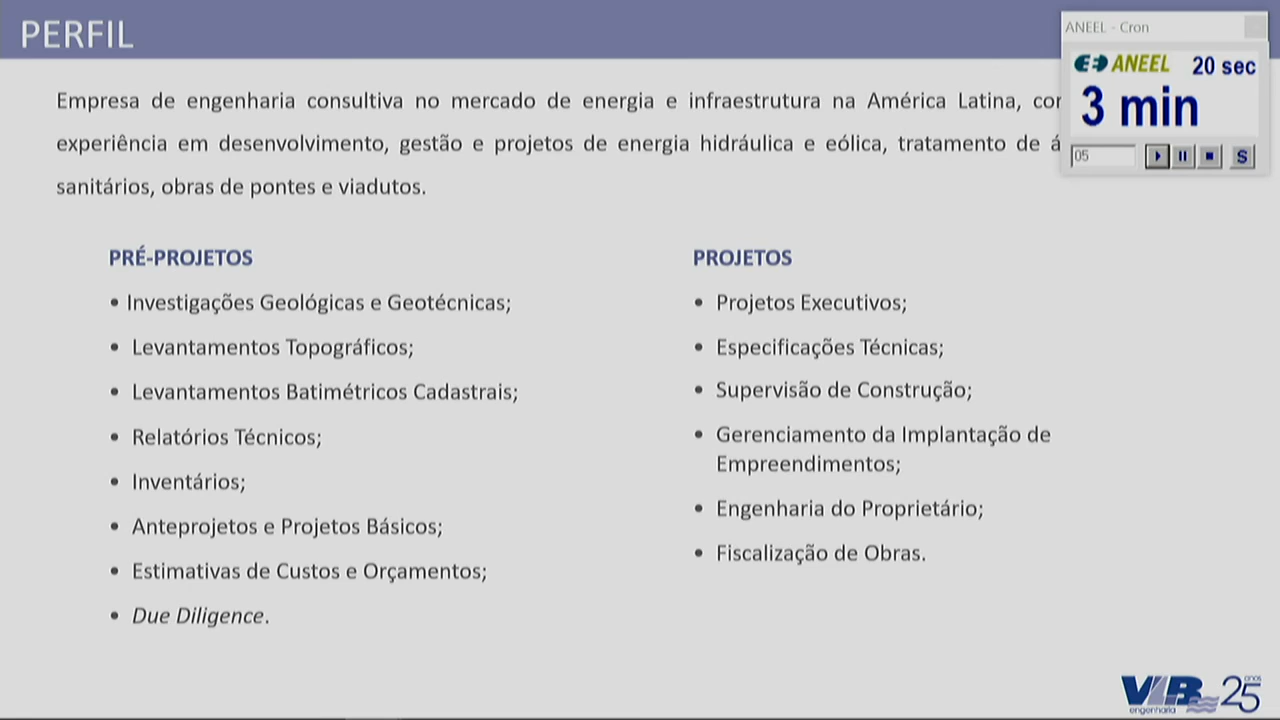 PERFIL
ANEEL - Cron
ANEEL 20 sec
3 min
05
S
Empresa de engenharia consultiva no mercado de energia e infraestrutura na América Latina,
experiência em desenvolvimento, gestão e projetos de energia hidráulica e eólica, tratamento de
sanitários, obras de pontes e viadutos.
PRÉ-PROJETOS
• Investigações Geológicas e Geotécnicas;
• Levantamentos Topográficos;
• Levantamentos Batimétricos Cadastrais;
• Relatórios Técnicos;
• Inventários;
• Anteprojetos e Projetos Básicos;
• Estimativas de Custos e Orçamentos;
• Due Diligence.
PROJETOS
• Projetos Executivos;
• Especificações Técnicas;
• Supervisão de Construção;
• Gerenciamento da Implantação de
Empreendimentos;
• Engenharia do Proprietário;
• Fiscalização de Obras.
VLB 25 anos
engenharia